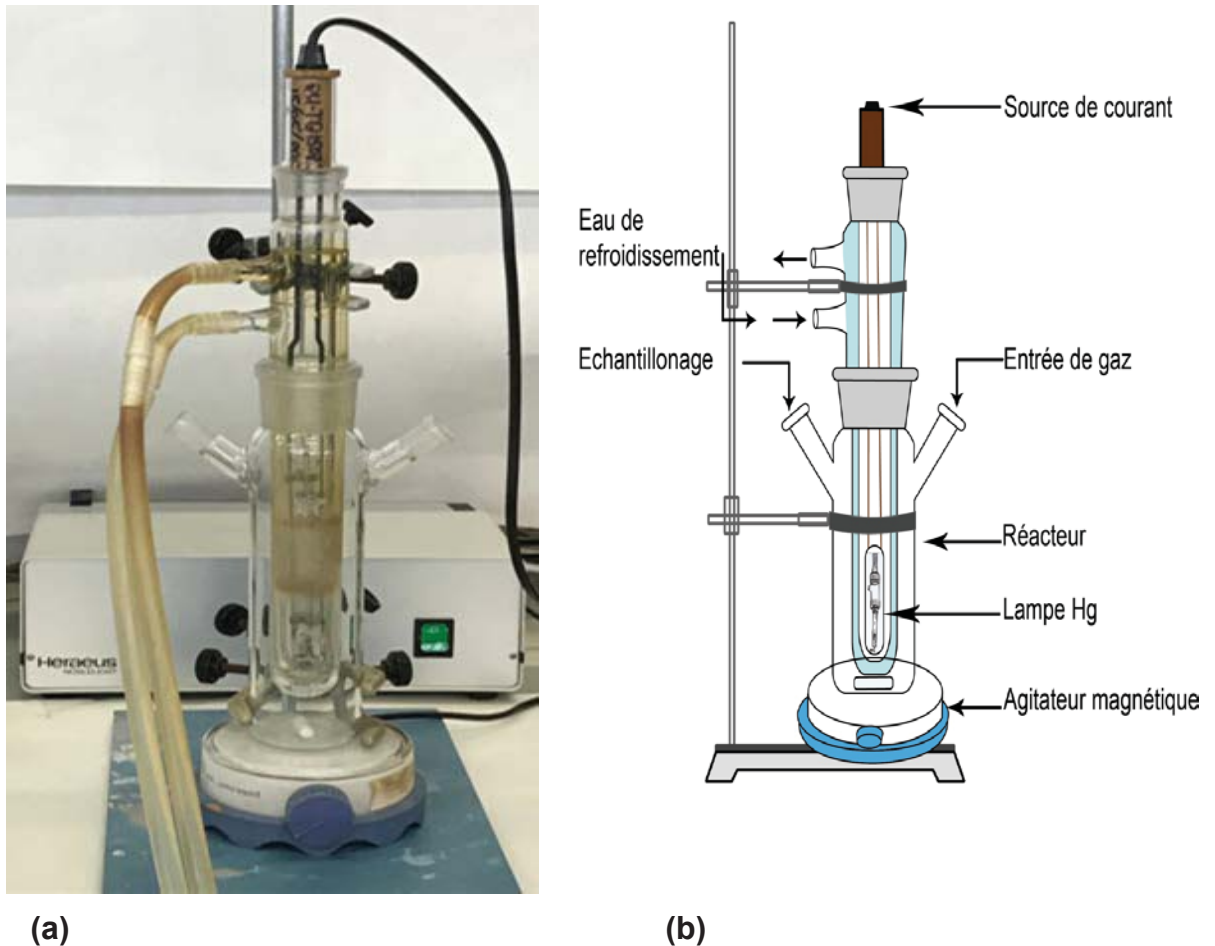 Source de courant
Eau de
refroidissement
Echantillonage
Entrée de gaz
Réacteur
Heraeus
Lampe Hg
Agitateur magnétique
(a)
(b)